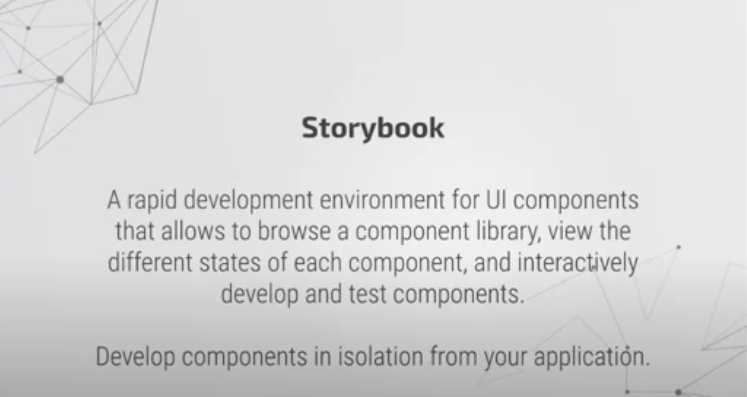 Storybook
A rapid development environment for UI components
that allows to browse a component library, view the
different states of each component, and interactively
develop and test components.
Develop components in isolation from your application.